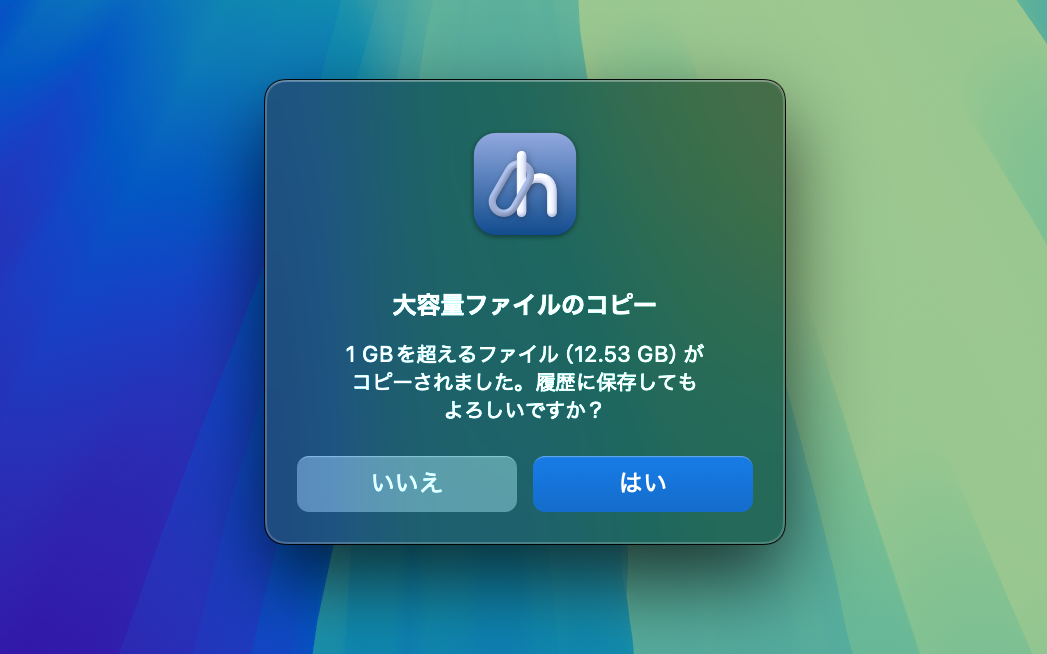 大容量ファイルのコピー
1 GBを超えるファイル（12.53 GB）が
コピーされました。履歴に保存しても
よろしいですか？
いいえ
はい